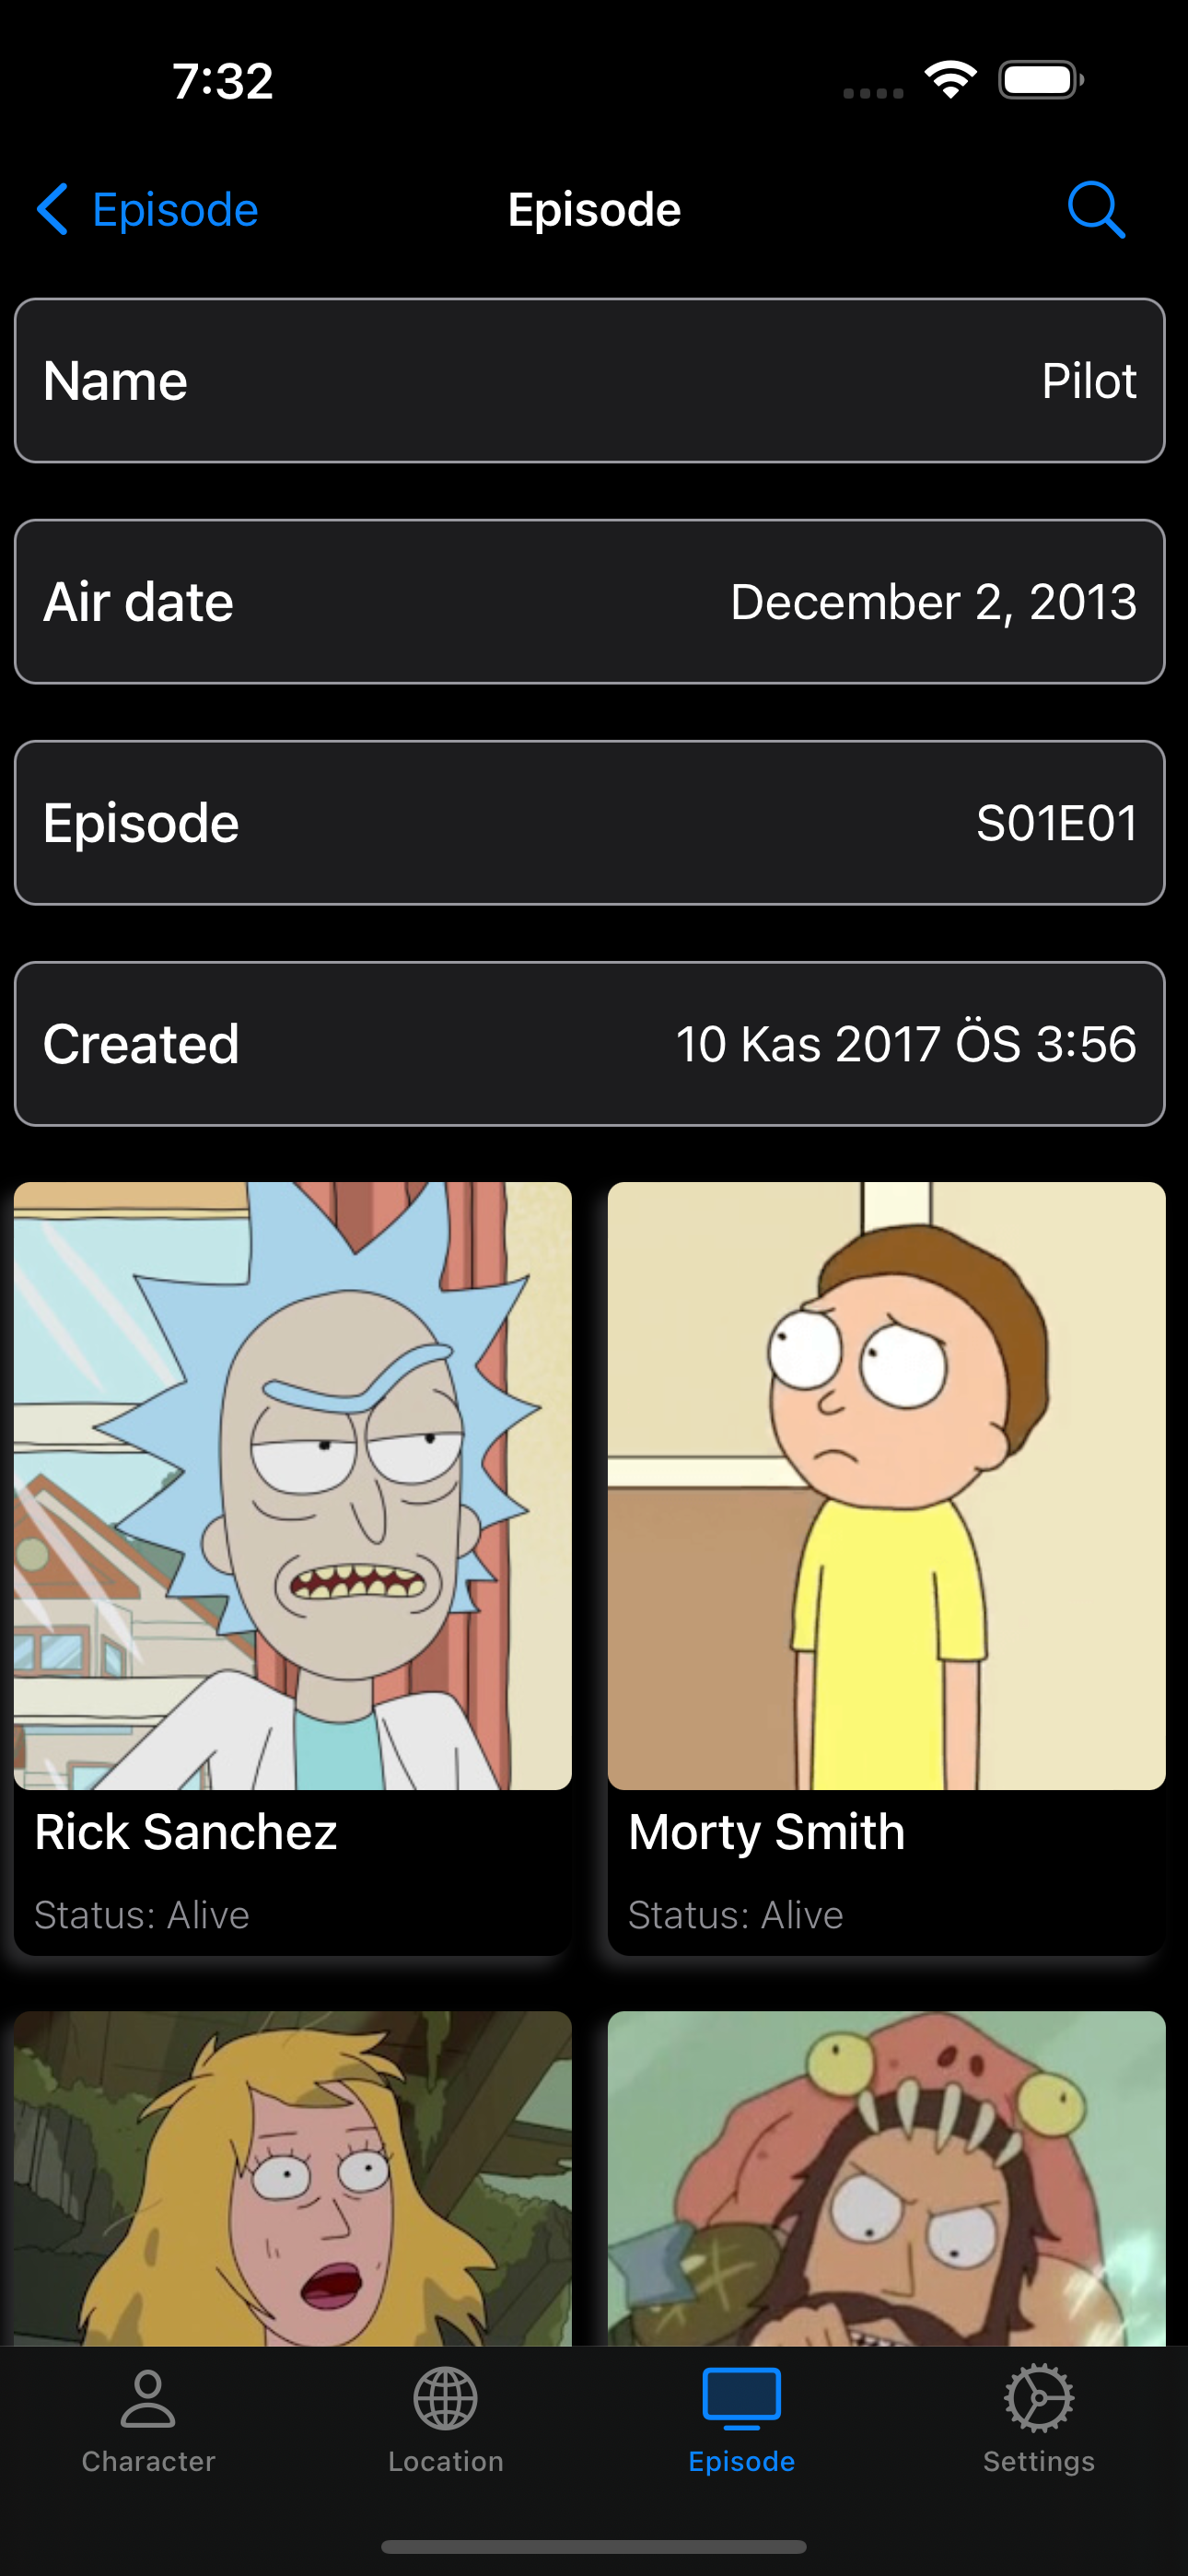 7:32
Episode Episode
Name Pilot
Air date December 2, 2013
Episode S01E01
Created 10 Kas 2017 ÖS 3:56
Rick Sanchez Morty Smith
Status: Alive Status: Alive
Character Location Episode Settings